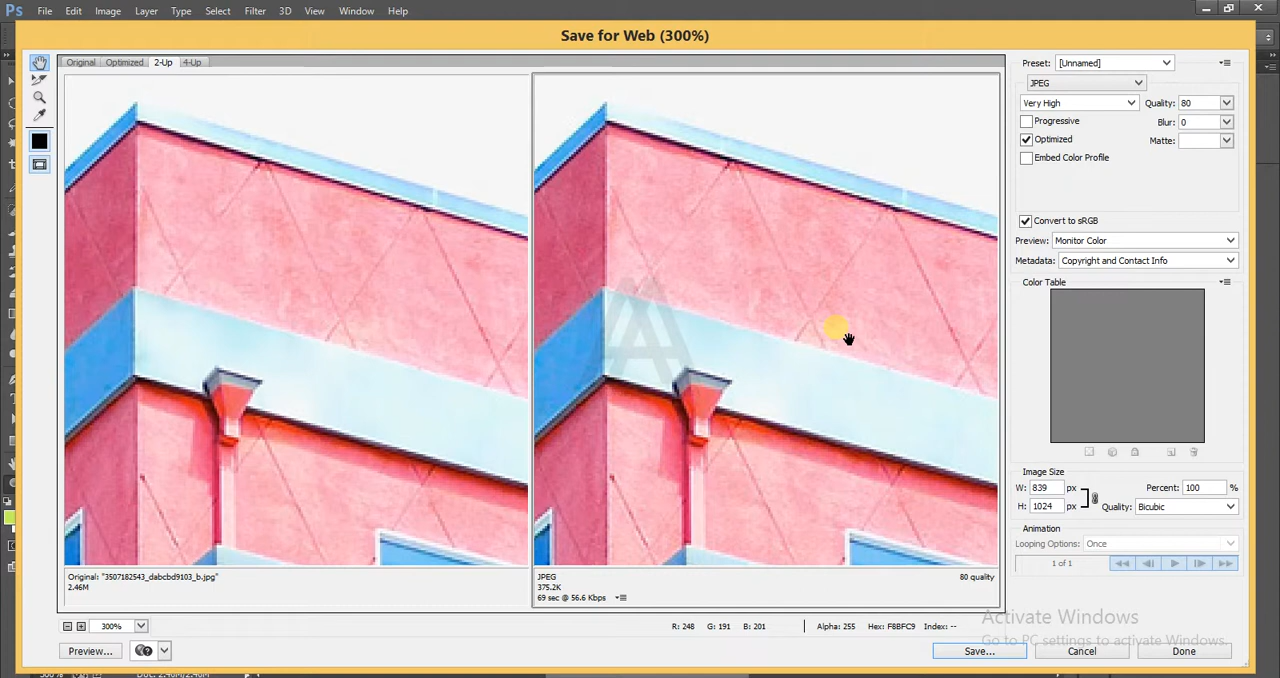 Ps File Edit Image Layer Type Select Filter 3D View Window Help
Save for Web (300%)
Original Optimized 2-Up 4-Up
Preset: [Unnamed]
JPEG
Very High Quality: 80
Progressive Blur: 0
Optimized Matte:
Embed Color Profile
Convert to sRGB
Preview: Monitor Color
Metadata: Copyright and Contact Info
Color Table
Image Size
W: 839 px Percent: 100 %
H: 1024 px Quality: Bicubic
Animation
Looping Options: Once
1 of 1
Original: "3507182543_dabcbd9103_b.jpg"
2.46M
JPEG 80 quality
375.2K
69 sec @ 56.6 Kbps
300% R: 248 G: 191 B: 201 Alpha: 255 Hex: F8BFC9 Index: --
Activate Windows
Go to PC settings to activate Windows.
Preview... Save... Cancel Done